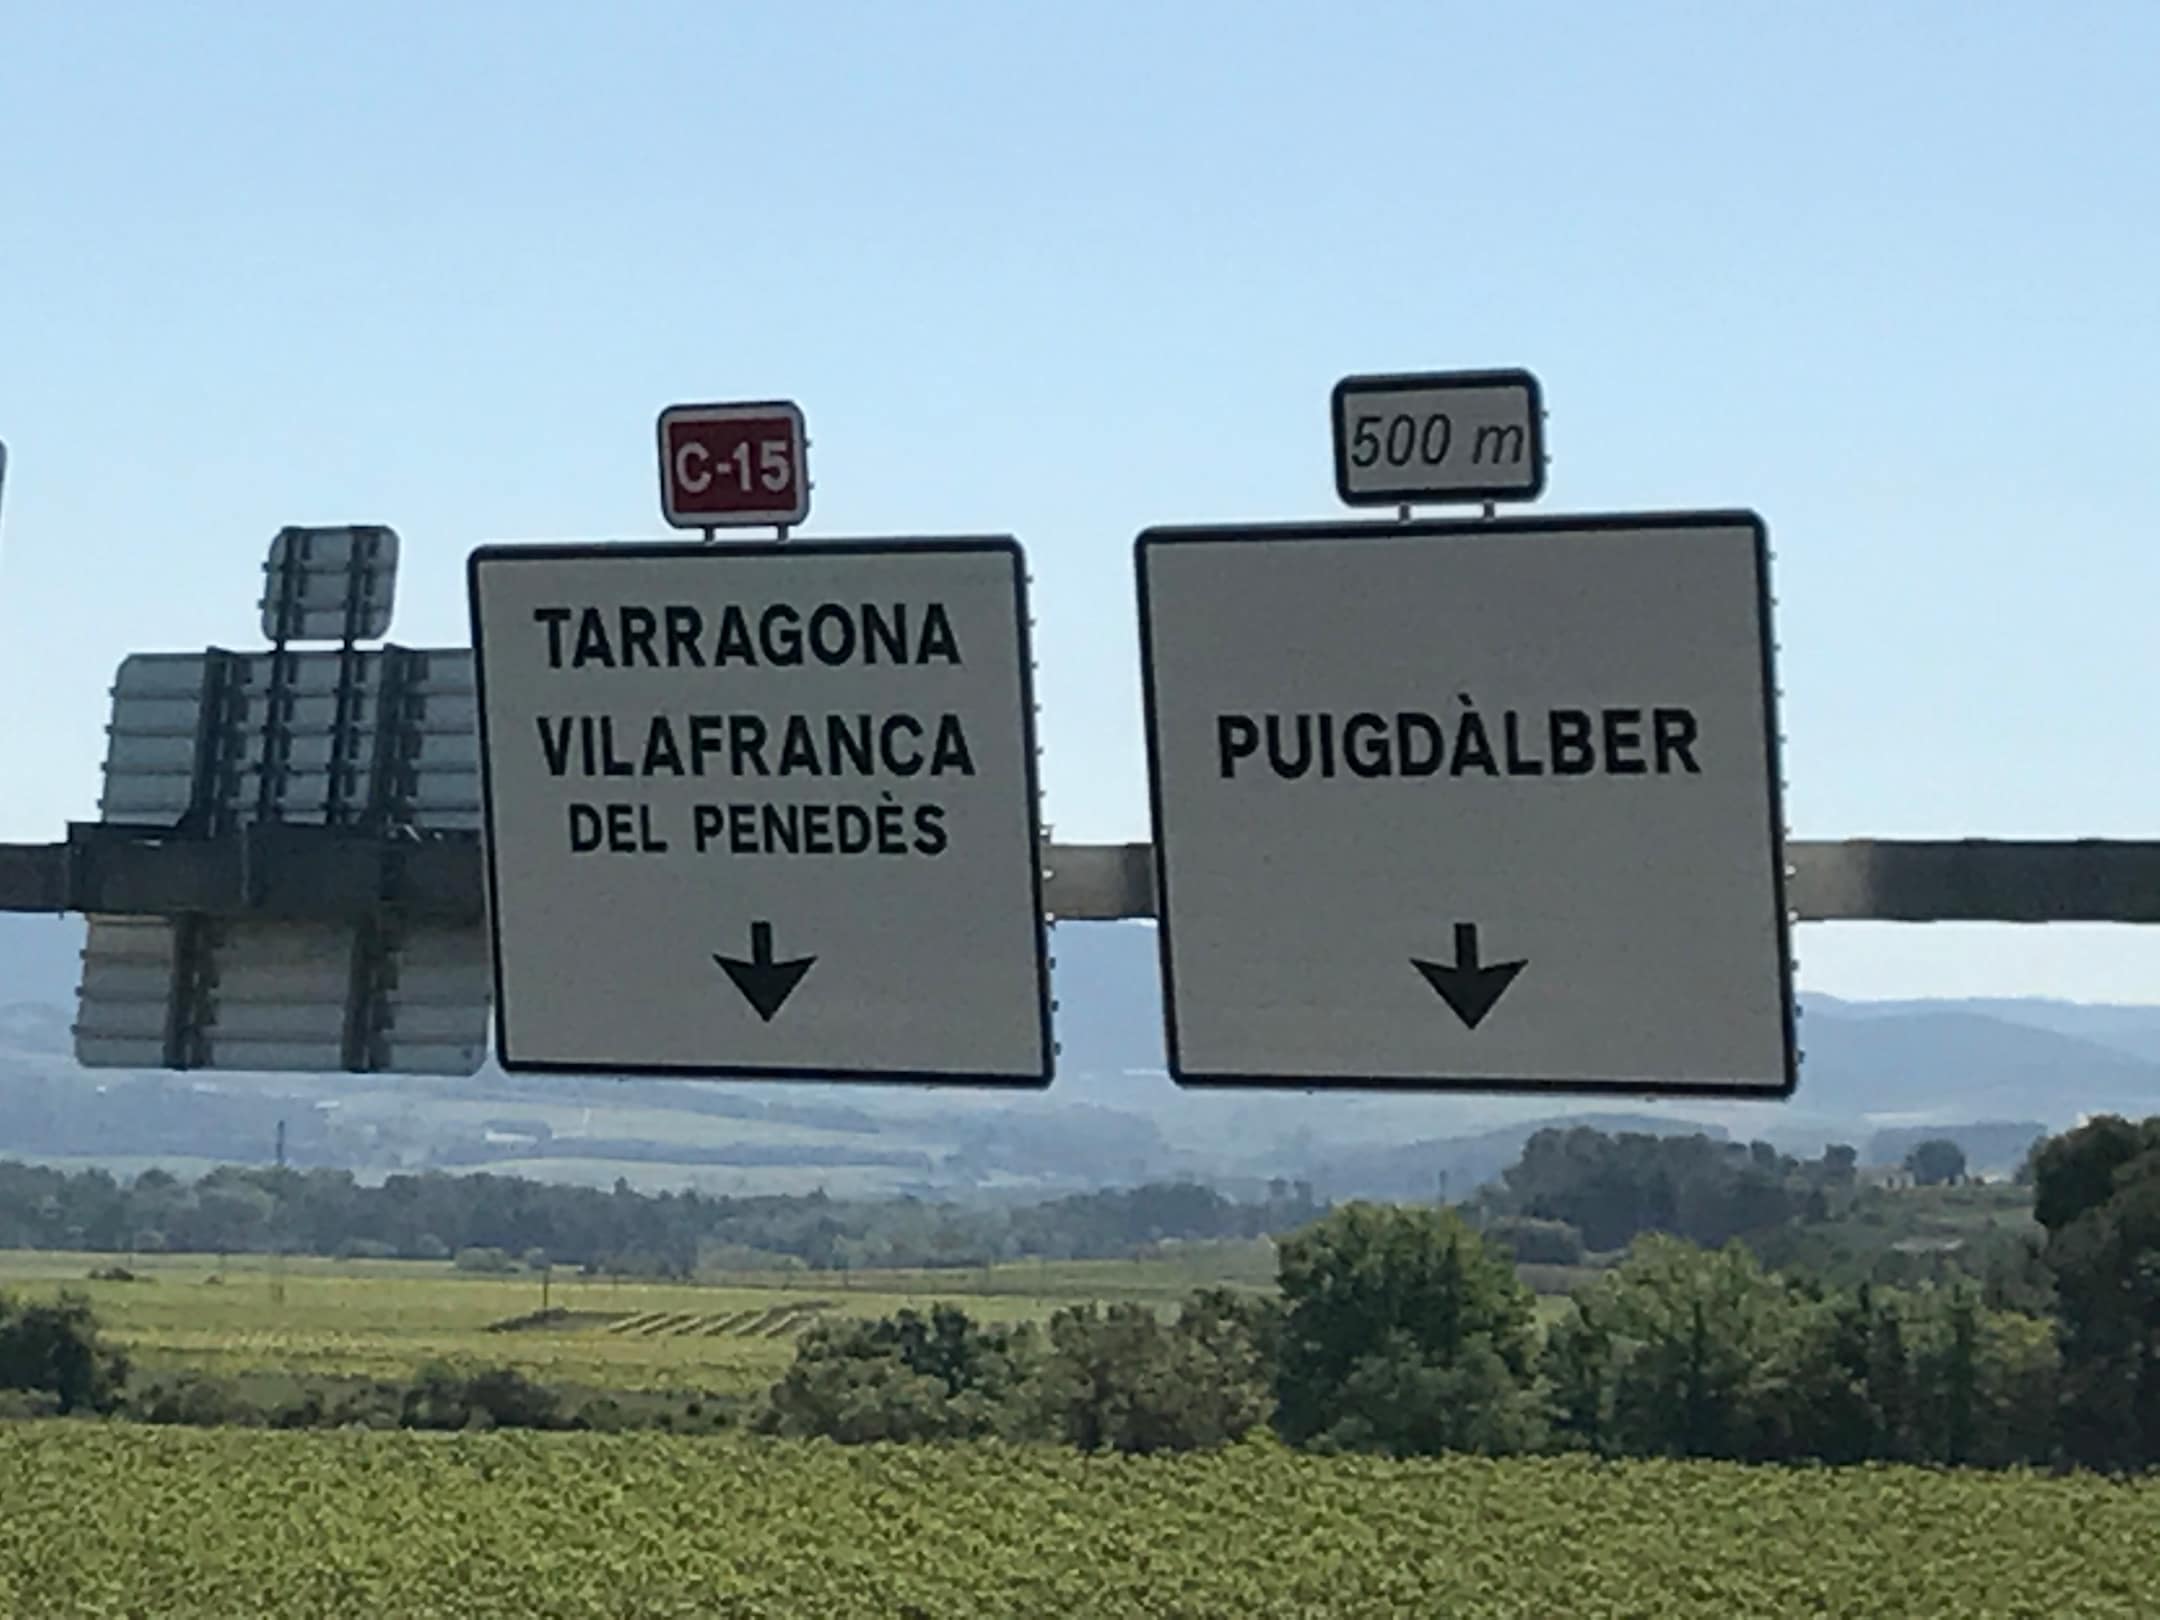 C-15
TARRAGONA
VILAFRANCA
DEL PENEDÈS
500 m
PUIGDÀLBER